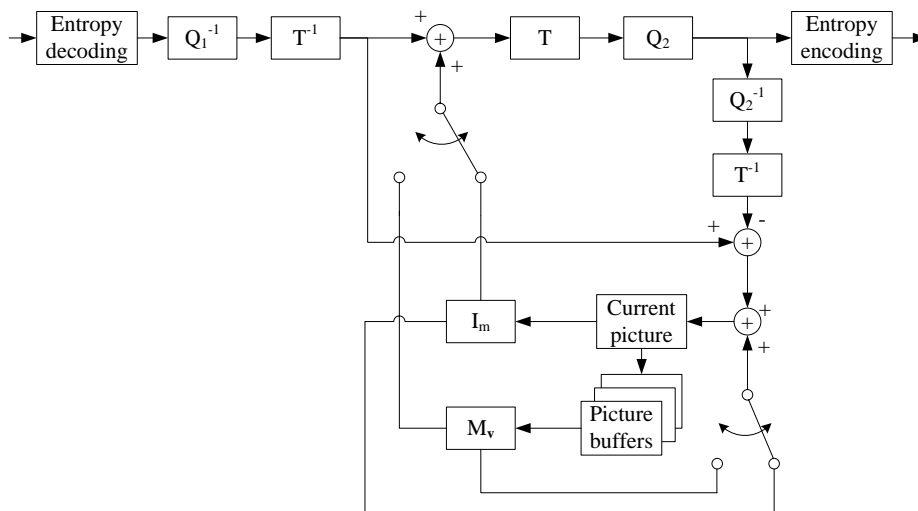 Entropy
decoding
Q₁⁻¹
T⁻¹
+
+
+
T
Q₂
Entropy
encoding
Q₂⁻¹
T⁻¹
+
-
+
Iₘ
Current
picture
+
+
+
Mᵥ
Picture
buffers